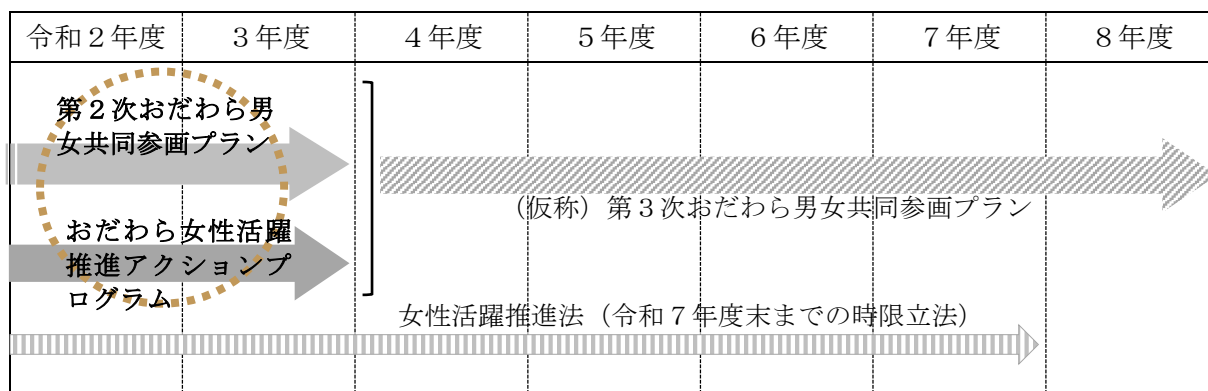 令和２年度 ３年度 ４年度 ５年度 ６年度 ７年度 ８年度
第２次おだわら男
女共同参画プラン
（仮称）第３次おだわら男女共同参画プラン
おだわら女性活躍
推進アクションプ
ログラム
女性活躍推進法（令和７年度末までの時限立法）